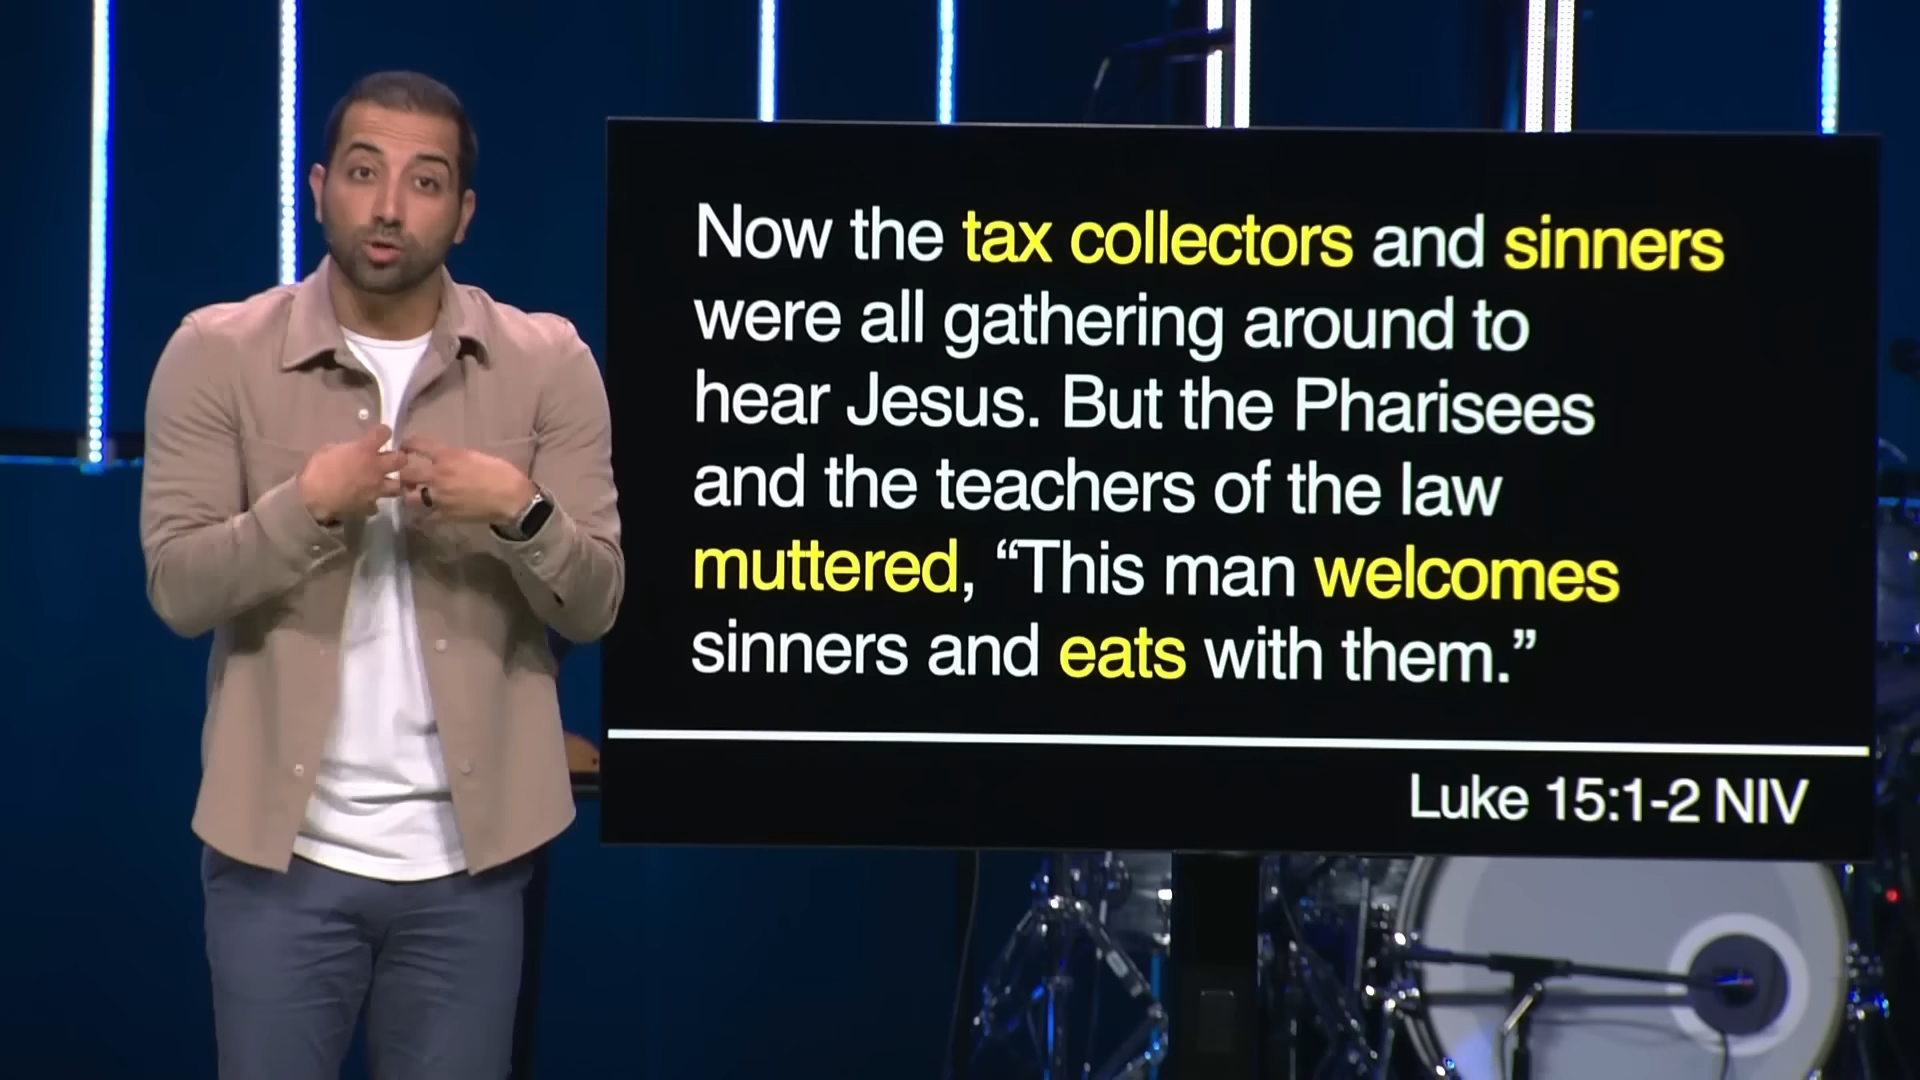 Now the tax collectors and sinners
were all gathering around to
hear Jesus. But the Pharisees
and the teachers of the law
muttered, “This man welcomes
sinners and eats with them.”
Luke 15:1-2 NIV